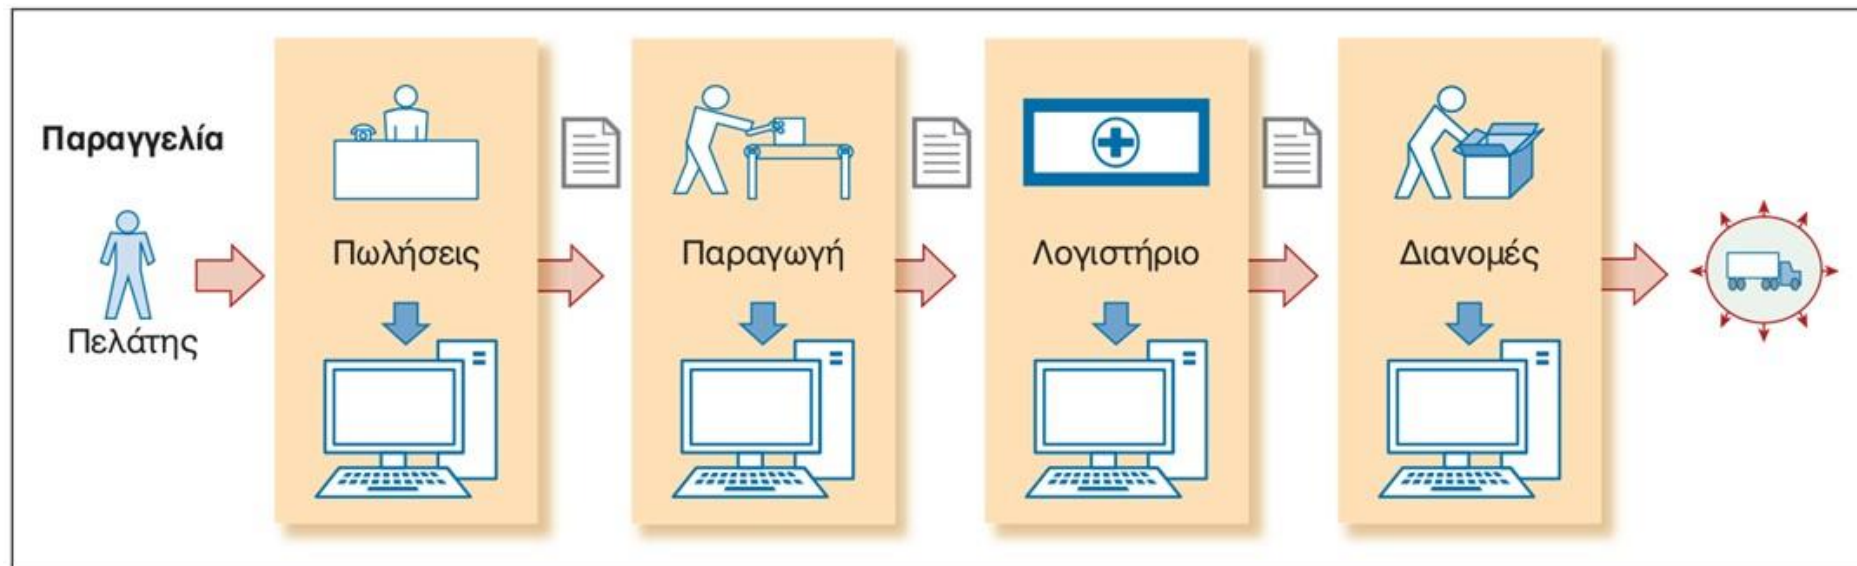 Παραγγελία
Πελάτης
Πωλήσεις
Παραγωγή
Λογιστήριο
Διανομές